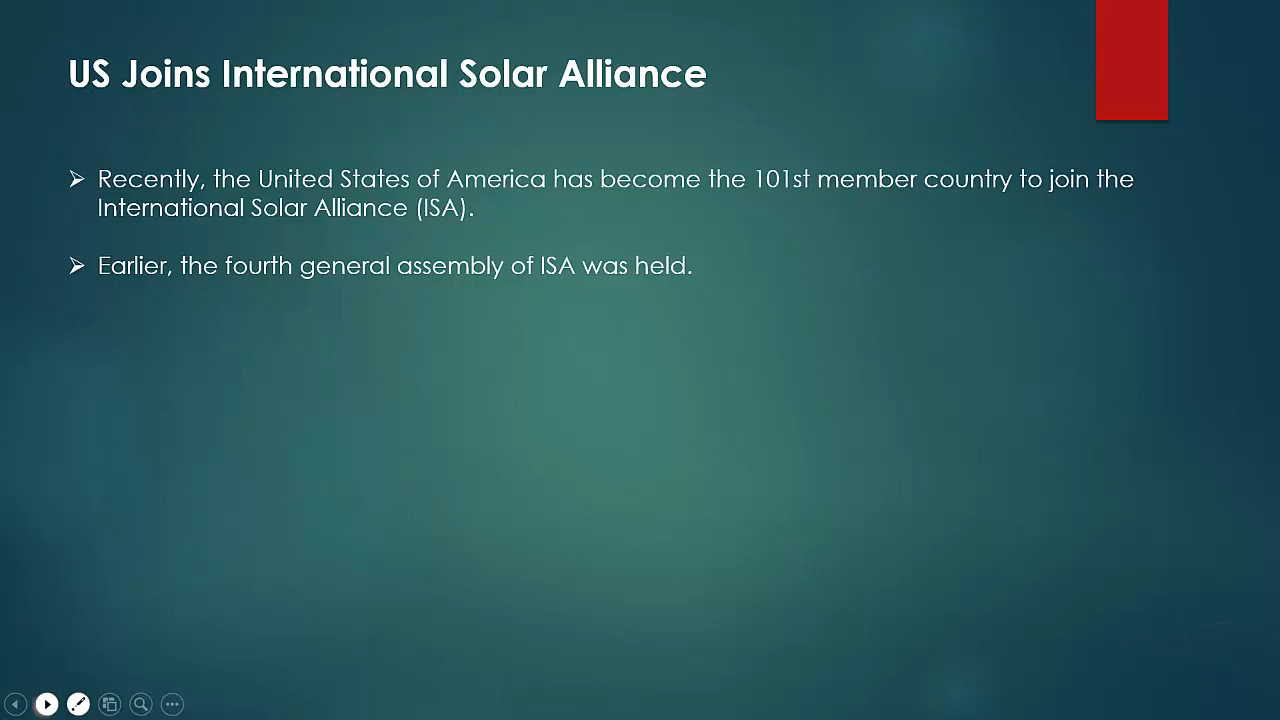 US Joins International Solar Alliance
➢ Recently, the United States of America has become the 101st member country to join the
International Solar Alliance (ISA).
➢ Earlier, the fourth general assembly of ISA was held.